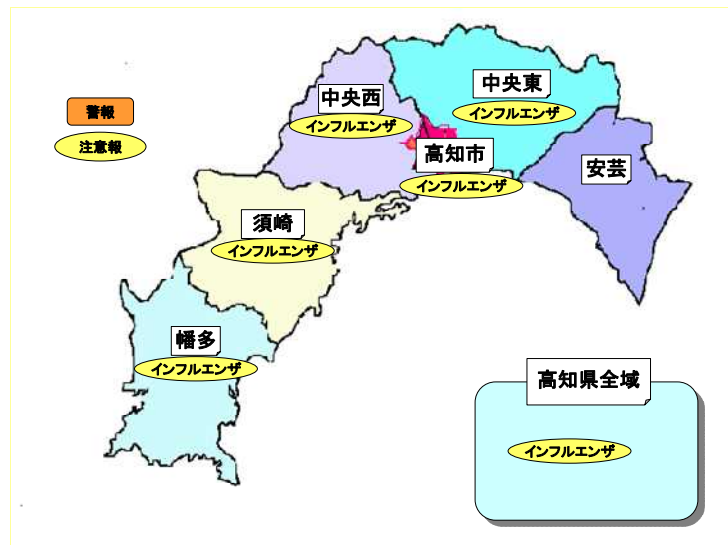 警報
注意報
中央西
インフルエンザ
中央東
インフルエンザ
高知市
インフルエンザ
安芸
須崎
インフルエンザ
幡多
インフルエンザ
高知県全域
インフルエンザ